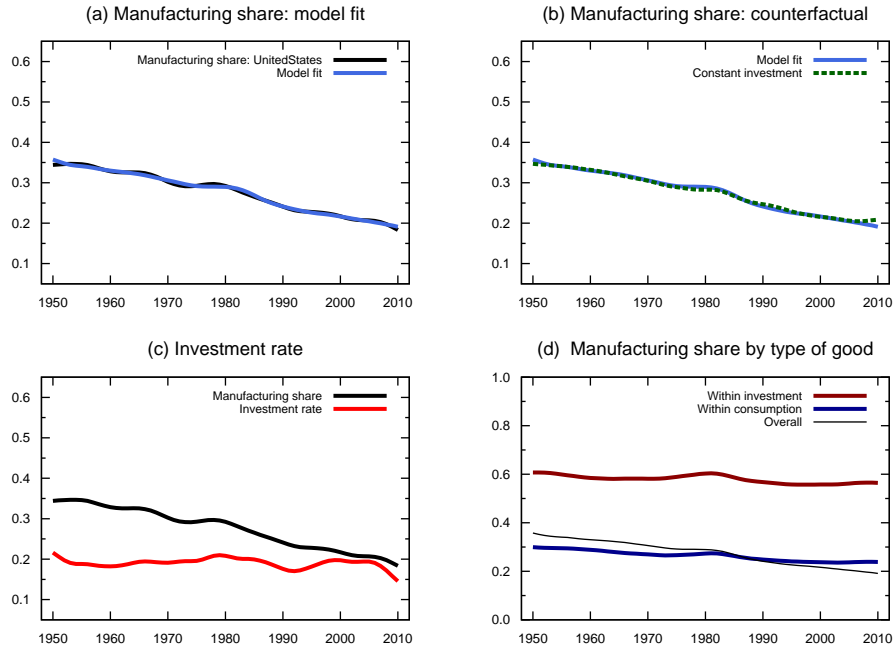 (a) Manufacturing share: model fit
0.6
0.5
0.4
0.3
0.2
0.1
Manufacturing share: UnitedStates
Model fit
1950 1960 1970 1980 1990 2000 2010
(b) Manufacturing share: counterfactual
0.6
0.5
0.4
0.3
0.2
0.1
Model fit
Constant investment
1950 1960 1970 1980 1990 2000 2010
(c) Investment rate
0.6
0.5
0.4
0.3
0.2
0.1
Manufacturing share
Investment rate
1950 1960 1970 1980 1990 2000 2010
(d) Manufacturing share by type of good
1.0
0.8
0.6
0.4
0.2
0.0
Within investment
Within consumption
Overall
1950 1960 1970 1980 1990 2000 2010